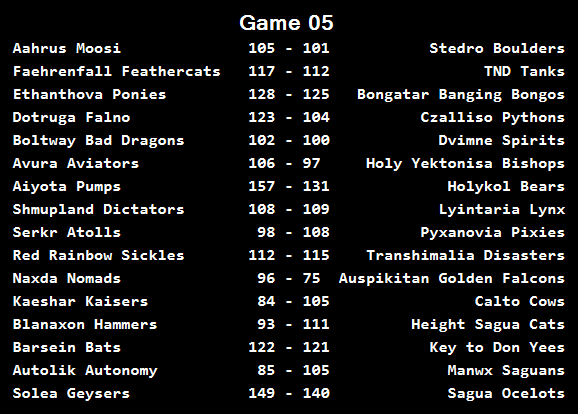 Game 05
Aahrus Moosi 105 - 101 Stedro Boulders
Faehrenfall Feathercats 117 - 112 TND Tanks
Ethanthova Ponies 128 - 125 Bongatar Banging Bongos
Dotruga Falno 123 - 104 Czalliso Pythons
Boltway Bad Dragons 102 - 100 Dvimne Spirits
Avura Aviators 106 - 97 Holy Yektonisa Bishops
Aiyota Pumps 157 - 131 Holykol Bears
Shmupland Dictators 108 - 109 Lyintaria Lynx
Serkr Atolls 98 - 108 Pyxanovia Pixies
Red Rainbow Sickles 112 - 115 Transhimalia Disasters
Naxda Nomads 96 - 75 Auspikitan Golden Falcons
Kaeshar Kaisers 84 - 105 Calto Cows
Blanaxon Hammers 93 - 111 Height Sagua Cats
Barsein Bats 122 - 121 Key to Don Yees
Autolik Autonomy 85 - 105 Manwx Saguans
Solea Geysers 149 - 140 Sagua Ocelots